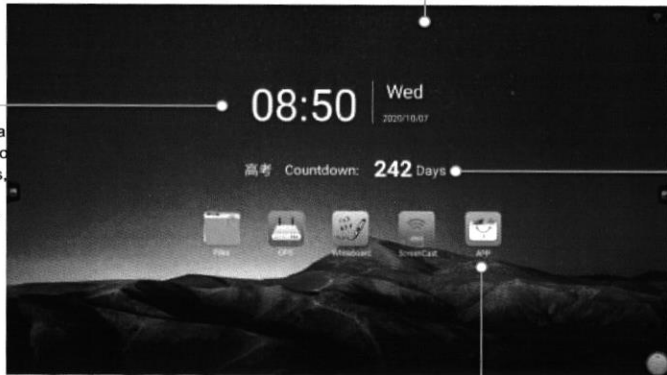 08:50
Wed
2020/10/07
高考 Countdown: 242 Days
Files
OPS
Whiteboard
ScreenCast
APP